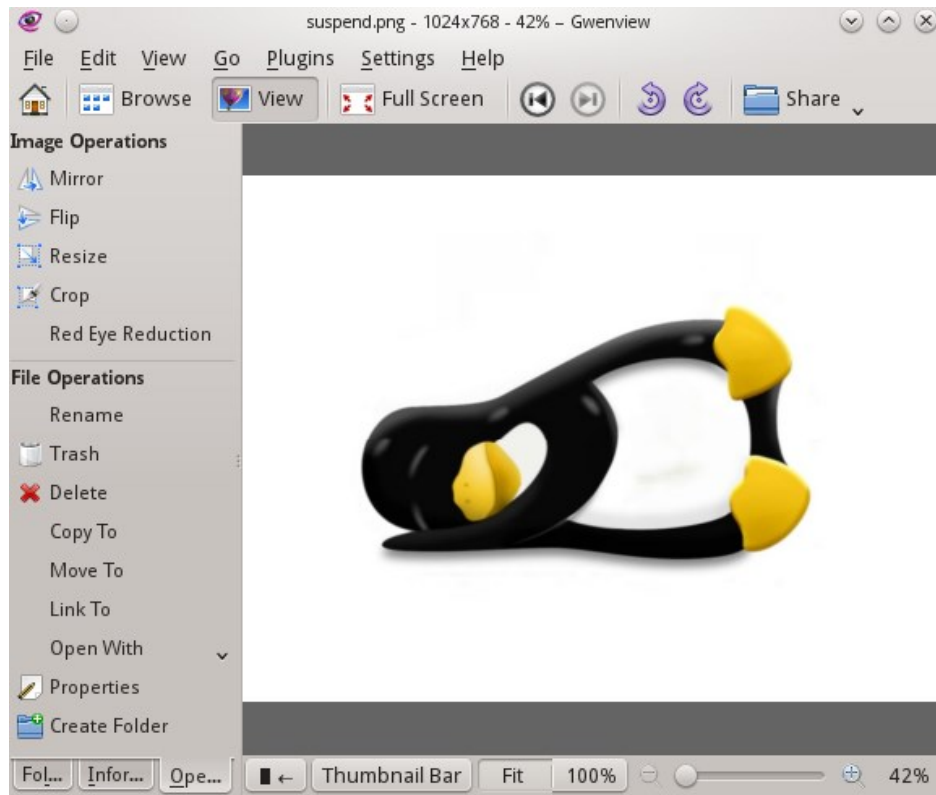 suspend.png - 1024x768 - 42% – Gwenview
File Edit View Go Plugins Settings Help
Browse View Full Screen Share
Image Operations
Mirror
Flip
Resize
Crop
Red Eye Reduction
File Operations
Rename
Trash
Delete
Copy To
Move To
Link To
Open With
Properties
Create Folder
Fol... Infor... Ope... Thumbnail Bar Fit 100% 42%